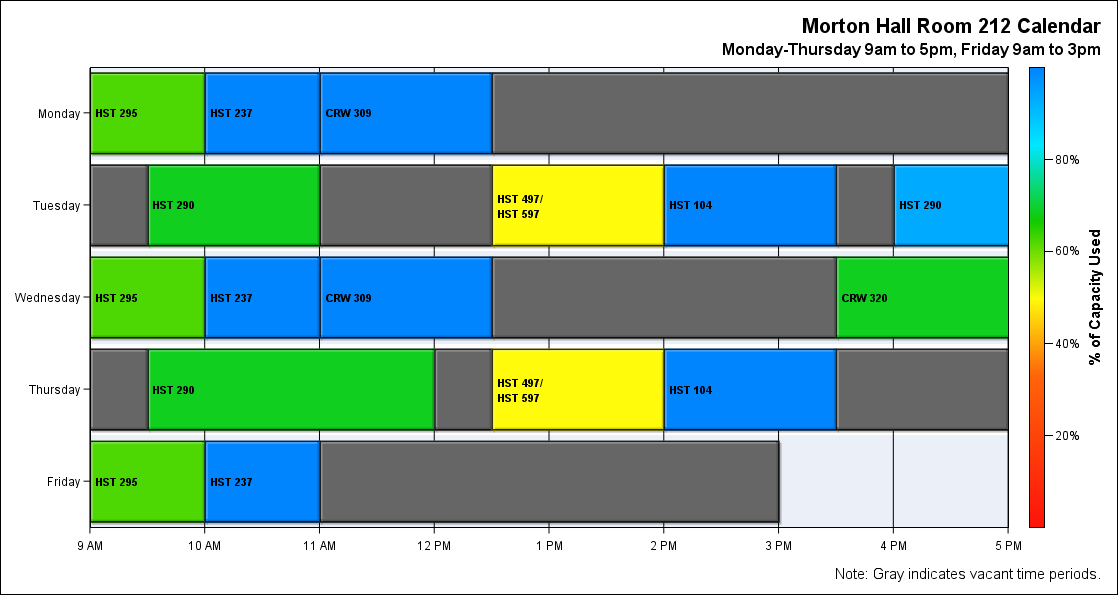 Morton Hall Room 212 Calendar
Monday-Thursday 9am to 5pm, Friday 9am to 3pm
Monday
HST 295
HST 237
CRW 309
Tuesday
HST 290
HST 497/
HST 597
HST 104
HST 290
Wednesday
HST 295
HST 237
CRW 309
CRW 320
Thursday
HST 290
HST 497/
HST 597
HST 104
Friday
HST 295
HST 237
9 AM
10 AM
11 AM
12 PM
1 PM
2 PM
3 PM
4 PM
5 PM
80%
60%
40%
20%
% of Capacity Used
Note: Gray indicates vacant time periods.